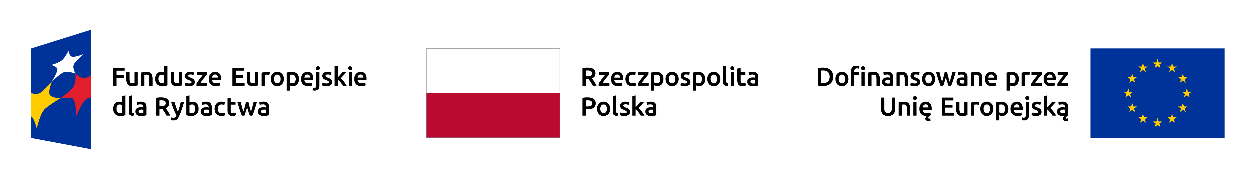 Fundusze Europejskie
dla Rybactwa
Rzeczpospolita
Polska
Dofinansowane przez
Unię Europejską